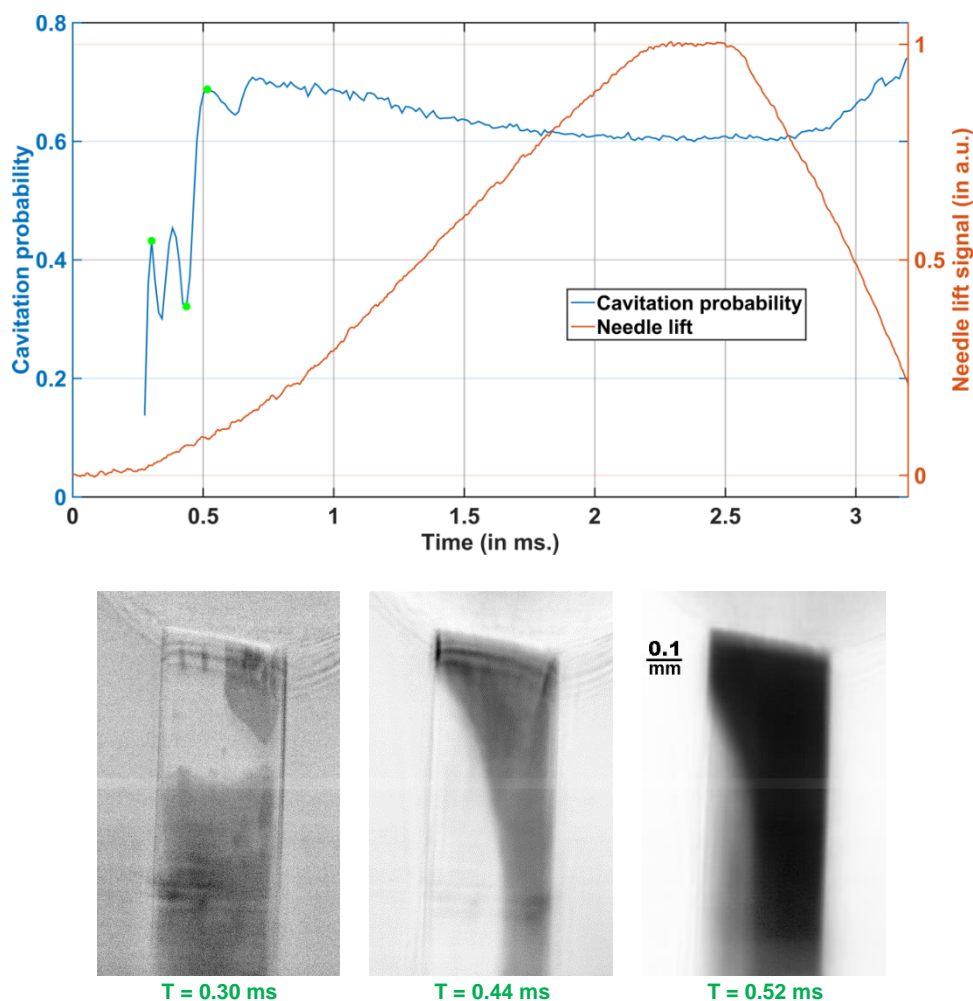 0.8
0.6
0.4
0.2
0
Cavitation probability
1
0.5
0
Needle lift signal (in a.u.)
Cavitation probability
Needle lift
0 0.5 1 1.5 2 2.5 3
Time (in ms.)
0.1
mm
T = 0.30 ms T = 0.44 ms T = 0.52 ms